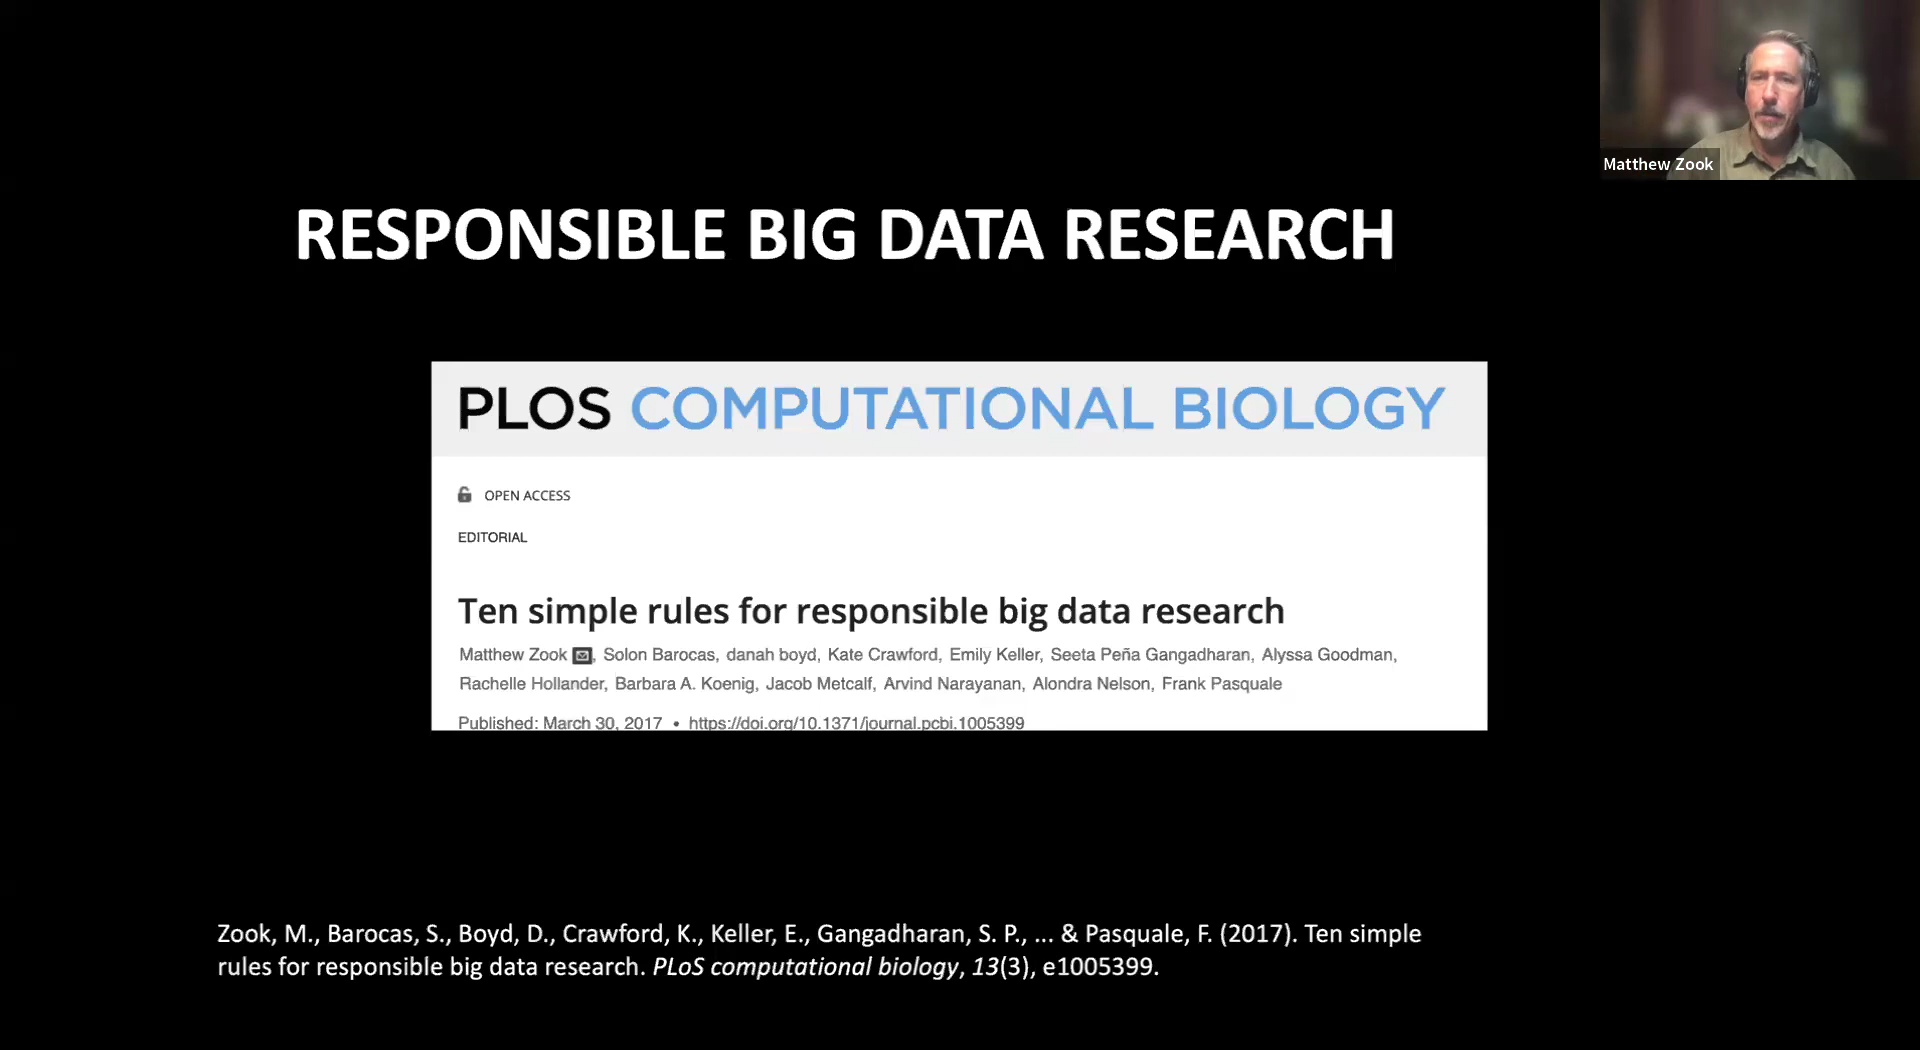 Matthew Zook
RESPONSIBLE BIG DATA RESEARCH
PLOS COMPUTATIONAL BIOLOGY
OPEN ACCESS
EDITORIAL
Ten simple rules for responsible big data research
Matthew Zook, Solon Barocas, danah boyd, Kate Crawford, Emily Keller, Seeta Peña Gangadharan, Alyssa Goodman,
Rachelle Hollander, Barbara A. Koenig, Jacob Metcalf, Arvind Narayanan, Alondra Nelson, Frank Pasquale
Published: March 30, 2017 • https://doi.org/10.1371/journal.pcbi.1005399
Zook, M., Barocas, S., Boyd, D., Crawford, K., Keller, E., Gangadharan, S. P., ... & Pasquale, F. (2017). Ten simple
rules for responsible big data research. PLoS computational biology, 13(3), e1005399.